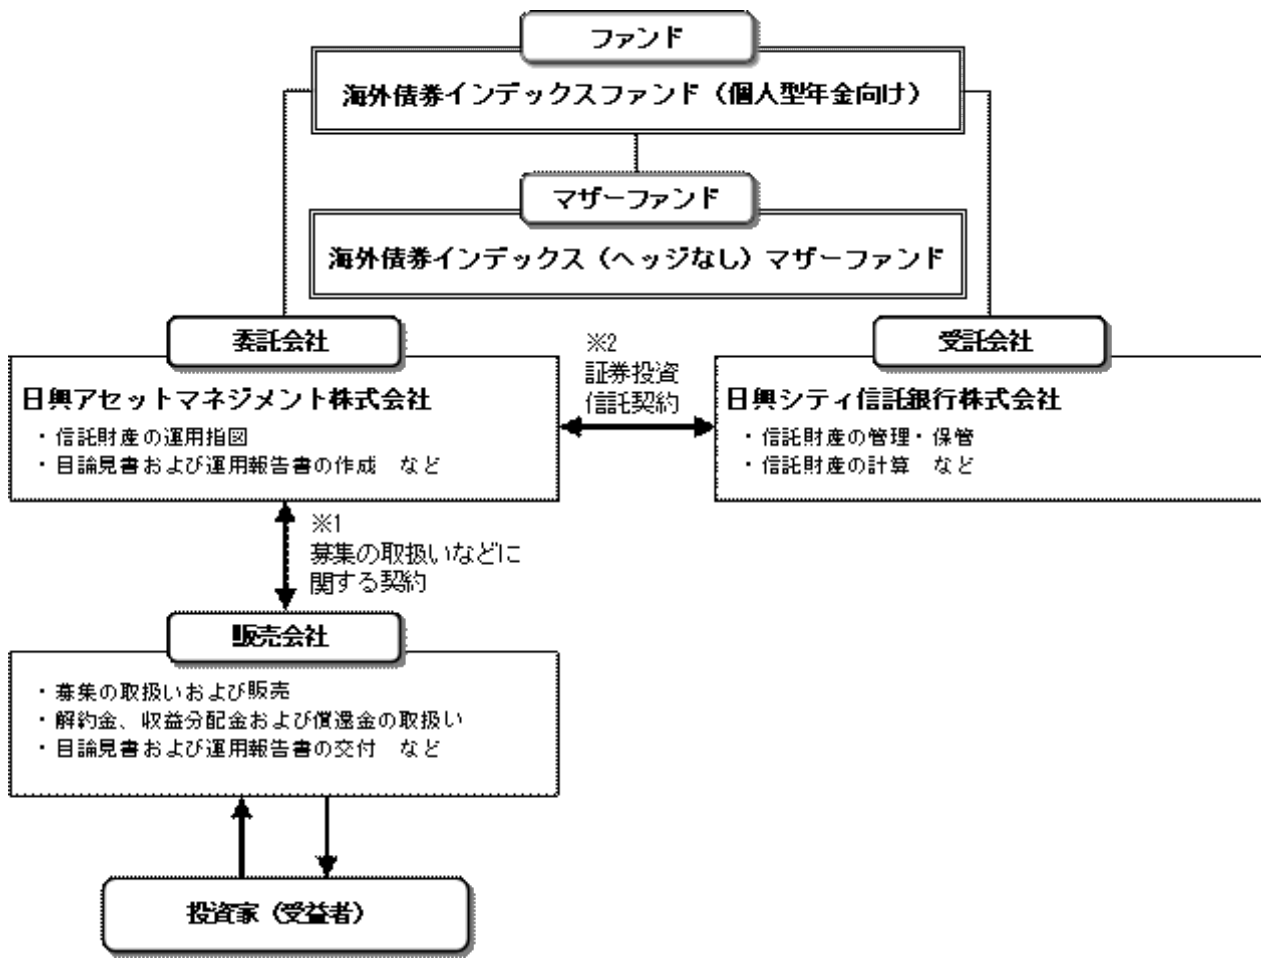 ファンド
海外債券インデックスファンド（個人型年金向け）
マザーファンド
海外債券インデックス（ヘッジなし）マザーファンド
委託会社
日興アセットマネジメント株式会社
・信託財産の運用指図
・目論見書および運用報告書の作成　など
※2
証券投資
信託契約
受託会社
日興シティ信託銀行株式会社
・信託財産の管理・保管
・信託財産の計算　など
※1
募集の取扱いなどに
関する契約
販売会社
・募集の取扱いおよび販売
・解約金、収益分配金および償還金の取扱い
・目論見書および運用報告書の交付　など
投資家（受益者）